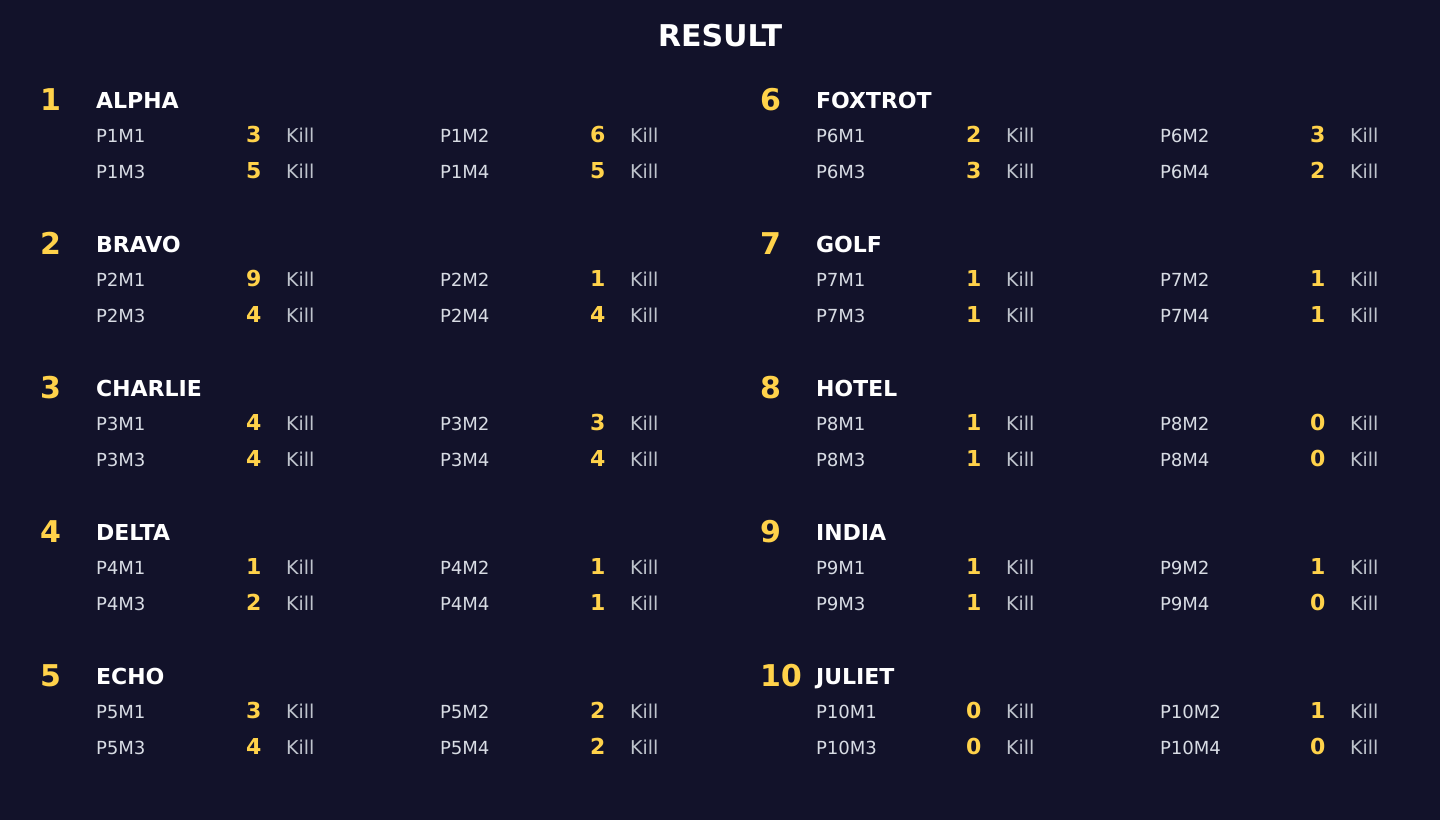 RESULT
1 ALPHA
P1M1 3 Kill P1M2 6 Kill
P1M3 5 Kill P1M4 5 Kill
2 BRAVO
P2M1 9 Kill P2M2 1 Kill
P2M3 4 Kill P2M4 4 Kill
3 CHARLIE
P3M1 4 Kill P3M2 3 Kill
P3M3 4 Kill P3M4 4 Kill
4 DELTA
P4M1 1 Kill P4M2 1 Kill
P4M3 2 Kill P4M4 1 Kill
5 ECHO
P5M1 3 Kill P5M2 2 Kill
P5M3 4 Kill P5M4 2 Kill
6 FOXTROT
P6M1 2 Kill P6M2 3 Kill
P6M3 3 Kill P6M4 2 Kill
7 GOLF
P7M1 1 Kill P7M2 1 Kill
P7M3 1 Kill P7M4 1 Kill
8 HOTEL
P8M1 1 Kill P8M2 0 Kill
P8M3 1 Kill P8M4 0 Kill
9 INDIA
P9M1 1 Kill P9M2 1 Kill
P9M3 1 Kill P9M4 0 Kill
10 JULIET
P10M1 0 Kill P10M2 1 Kill
P10M3 0 Kill P10M4 0 Kill